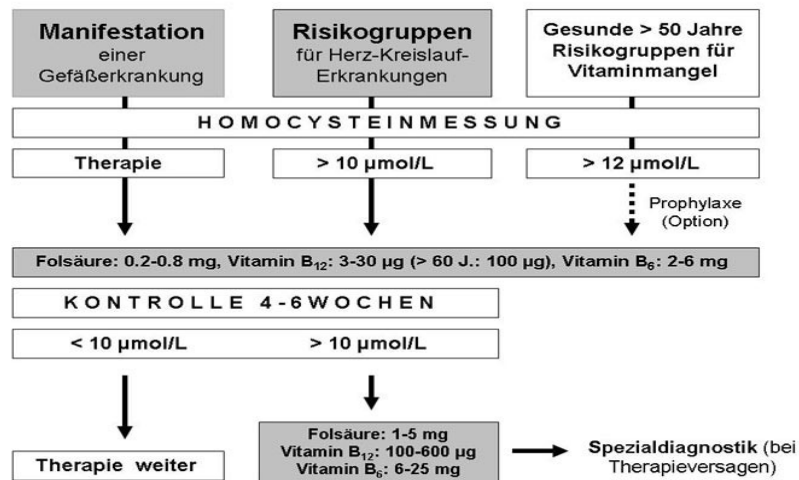 Manifestation
einer
Gefäßerkrankung
Risikogruppen
für Herz-Kreislauf-
Erkrankungen
Gesunde > 50 Jahre
Risikogruppen für
Vitaminmangel
HOMOCYSTEINMESSUNG
Therapie
> 10 µmol/L
> 12 µmol/L
Prophylaxe
(Option)
Folsäure: 0.2-0.8 mg, Vitamin B₁₂: 3-30 µg (> 60 J.: 100 µg), Vitamin B₆: 2-6 mg
KONTROLLE 4-6WOCHEN
< 10 µmol/L
> 10 µmol/L
Therapie weiter
Folsäure: 1-5 mg
Vitamin B₁₂: 100-600 µg
Vitamin B₆: 6-25 mg
Spezialdiagnostik (bei
Therapieversagen)